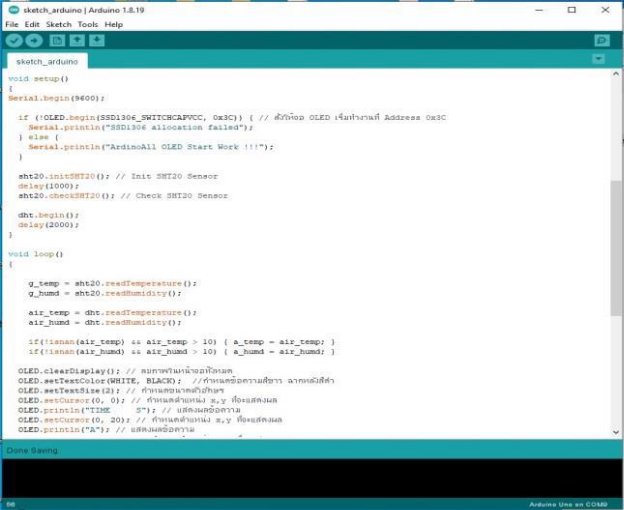 sketch_arduino | Arduino 1.8.19
File Edit Sketch Tools Help
sketch_arduino
void setup()
{
Serial.begin(9600);
if (!OLED.begin(SSD1306_SWITCHCAPVCC, 0x3C)) { // สั่งให้จอ OLED เริ่มทำงานที่ Address 0x3C
Serial.println("SSD1306 allocation failed");
} else {
Serial.println("ArdinoAll OLED Start Work !!!");
}
sht20.initSHT20(); // Init SHT20 Sensor
delay(1000);
sht20.checkSHT20(); // Check SHT20 Sensor
dht.begin();
delay(2000);
}
void loop()
{
g_temp = sht20.readTemperature();
g_humd = sht20.readHumidity();
air_temp = dht.readTemperature();
air_humd = dht.readHumidity();
if(!isnan(air_temp) && air_temp > 10) { a_temp = air_temp; }
if(!isnan(air_humd) && air_humd > 10) { a_humd = air_humd; }
OLED.clearDisplay(); // ลบภาพในหน้าจอทั้งหมด
OLED.setTextColor(WHITE, BLACK); //กำหนดข้อความสีขาว ฉากหลังสีดำ
OLED.setTextSize(2); // กำหนดขนาดตัวอักษร
OLED.setCursor(0, 0); // กำหนดตำแหน่ง x,y ที่จะแสดงผล
OLED.println("TIME S"); // แสดงผลข้อความ
OLED.setCursor(0, 20); // กำหนดตำแหน่ง x,y ที่จะแสดงผล
OLED.println("A"); // แสดงผลข้อความ
Done Saving.
Arduino Uno on COM9